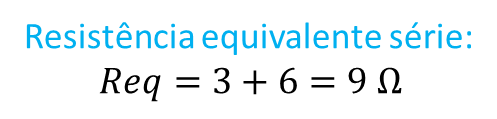 Resistência equivalente série:
Req = 3 + 6 = 9 Ω